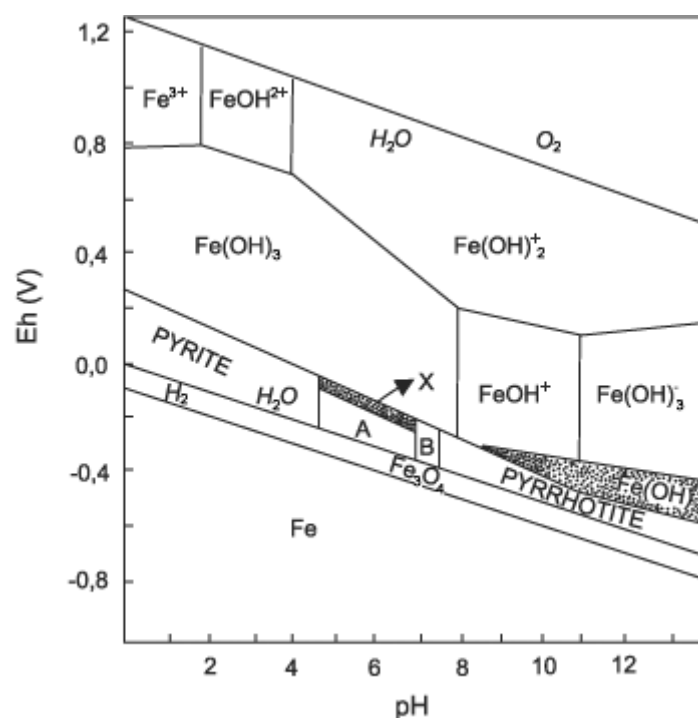 1,2
0,8
0,4
0,0
-0,4
-0,8
Eh (V)
Fe³⁺
FeOH²⁺
H₂O
O₂
Fe(OH)₃
Fe(OH)₂⁺
PYRITE
X
H₂
H₂O
A
B
FeOH⁺
Fe(OH)₃⁻
Fe₃O₄
PYRRHOTITE
Fe(OH)
Fe
2
4
6
8
10
12
pH